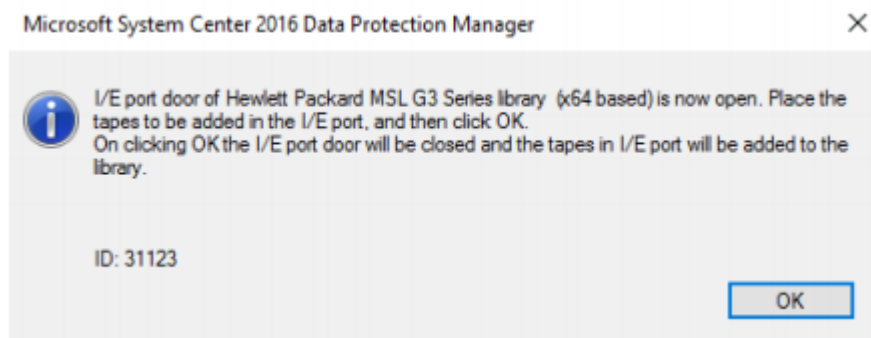 Microsoft System Center 2016 Data Protection Manager
I/E port door of Hewlett Packard MSL G3 Series library (x64 based) is now open. Place the
tapes to be added in the I/E port, and then click OK.
On clicking OK the I/E port door will be closed and the tapes in I/E port will be added to the
library.
ID: 31123
OK